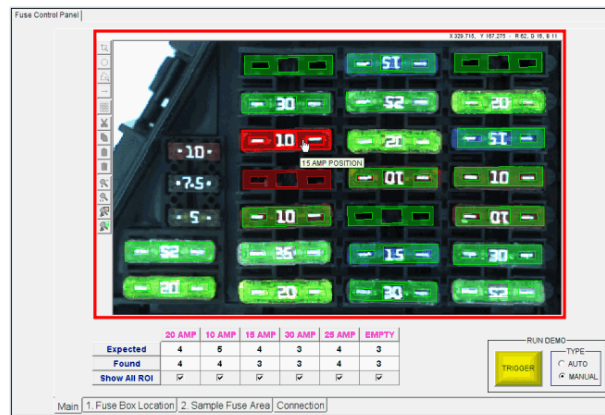 Fuse Control Panel
X 329.716, Y 167.275 - R 62, G 16, B 11
15
30 25 20
10 20 15
15 AMP POSITION
10
10 10
7.5
5 10 10
25 25 15 30
20 20 30 25
20 AMP 10 AMP 15 AMP 30 AMP 25 AMP EMPTY
Expected 4 5 4 3 4 3
Found 4 4 3 3 4 3
Show All ROI
RUN DEMO
TYPE
TRIGGER
AUTO
MANUAL
Main 1. Fuse Box Location 2. Sample Fuse Area Connection